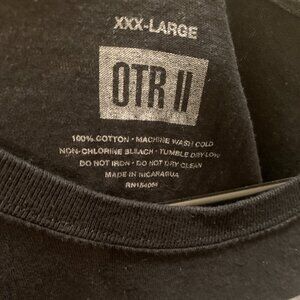 XXX-LARGE
OTR II
100% COTTON · MACHINE WASH COLD
NON-CHLORINE BLEACH · TUMBLE DRY LOW
DO NOT IRON · DO NOT DRY CLEAN
MADE IN NICARAGUA